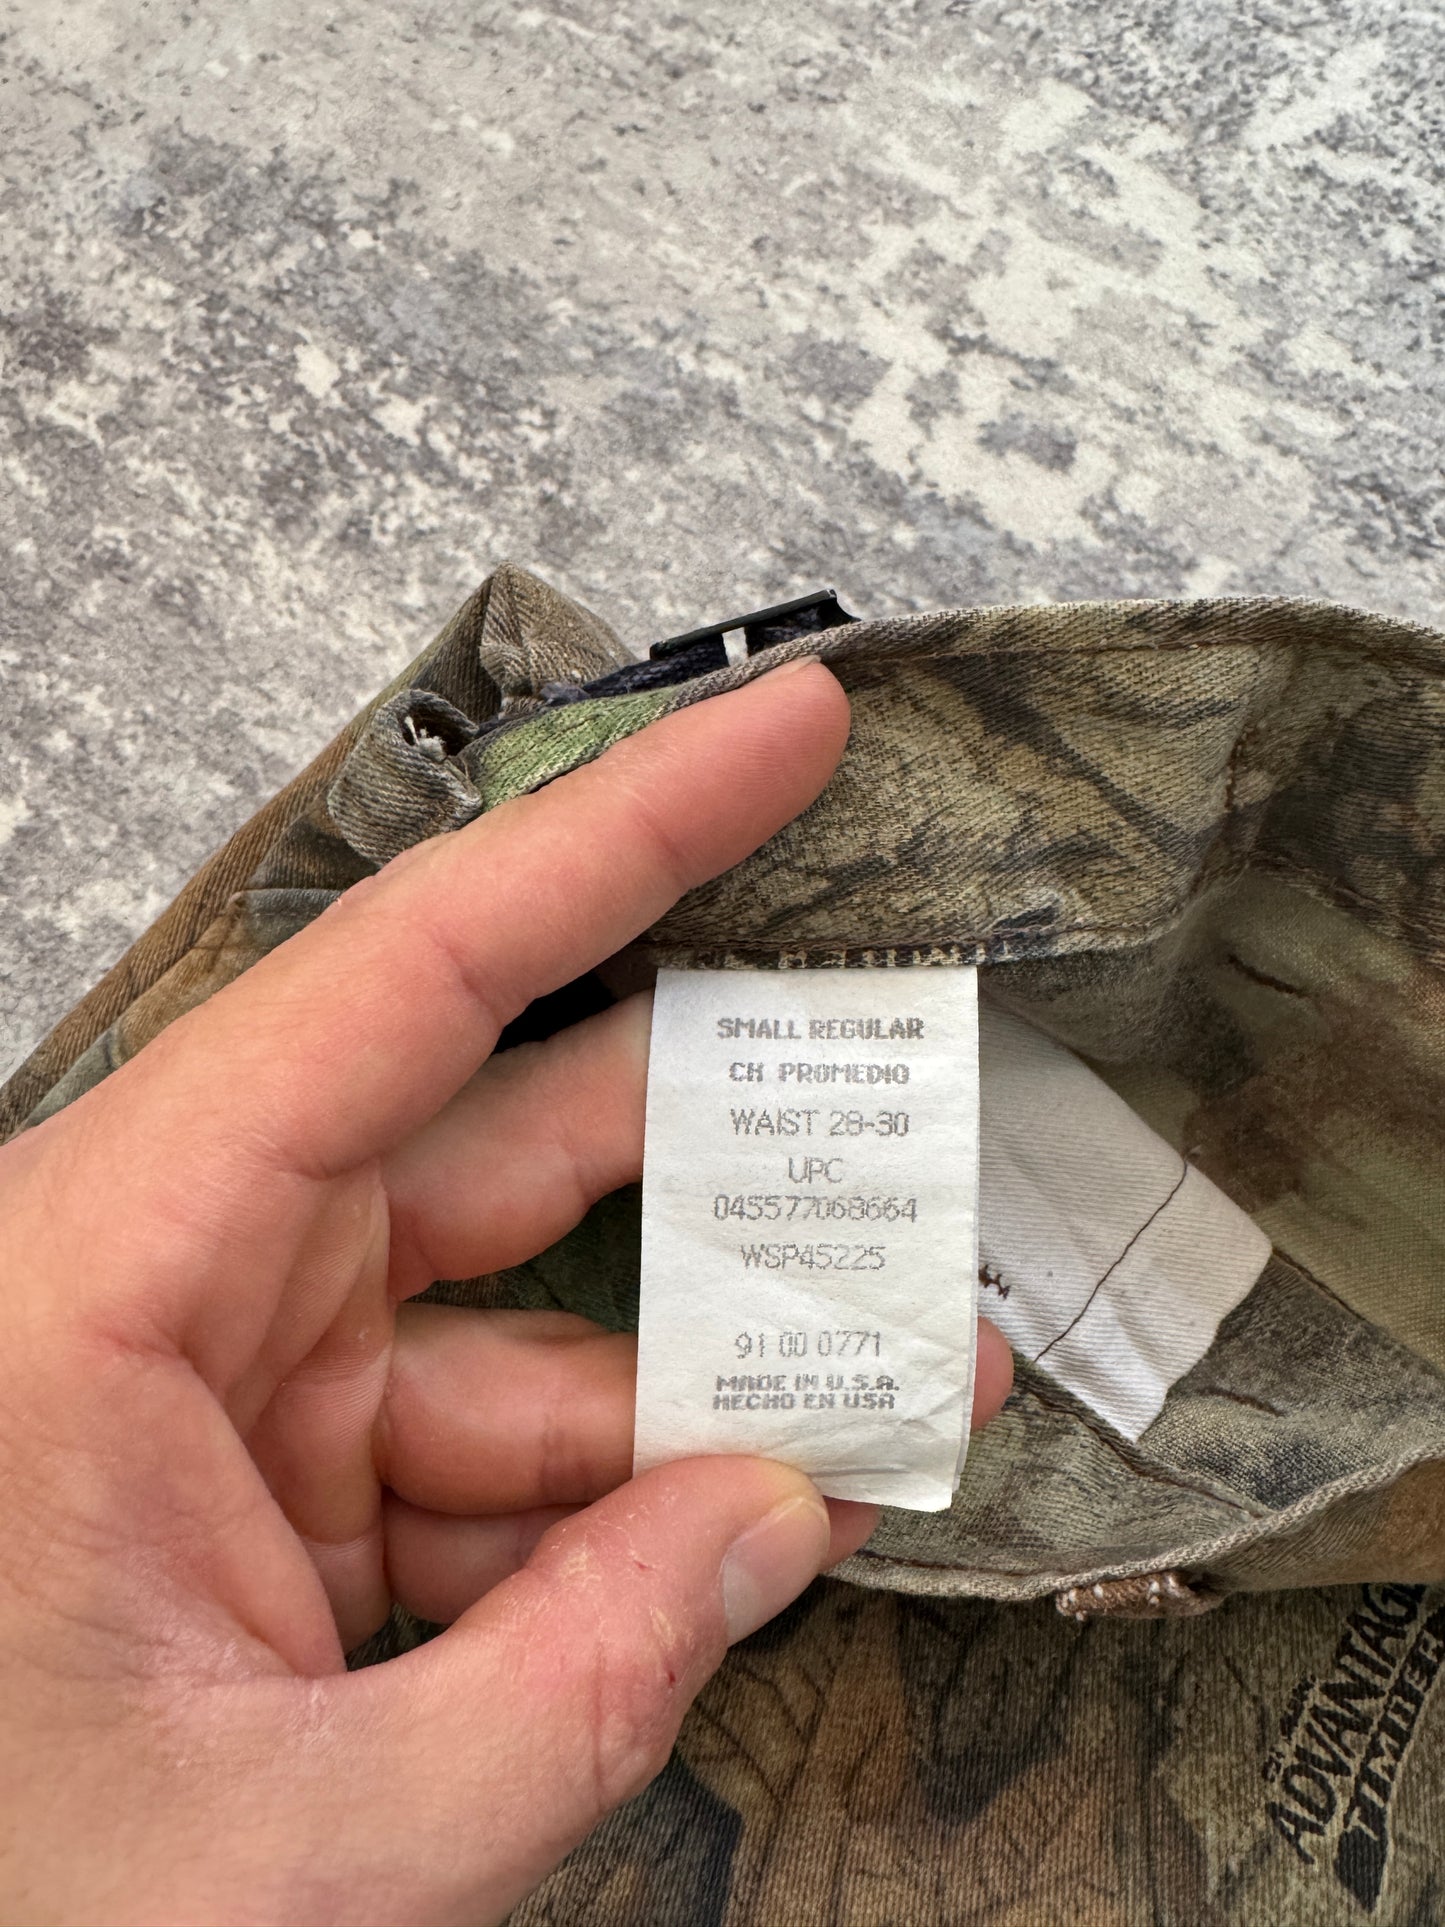 SMALL REGULAR
CH PROMEDIO
WAIST 28-30
UPC
045577068664
WSP45225
91 00 0771
MADE IN U.S.A.
HECHO EN USA
ADVANTAGE
TIMBER